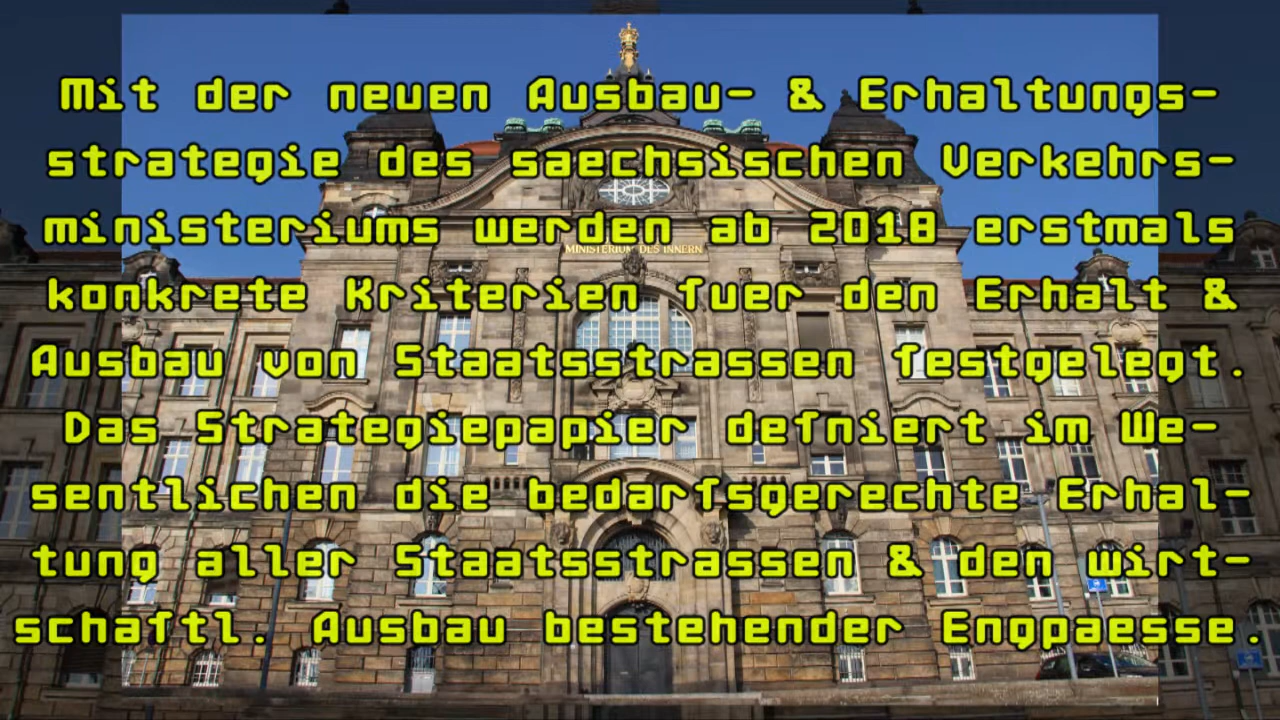 Mit der neuen Ausbau- & Erhaltungs-
strategie des saechsischen Verkehrs-
ministeriums werden ab 2018 erstmals
konkrete Kriterien fuer den Erhalt &
Ausbau von Staatsstrassen festgelegt.
Das Strategiepapier defniert im We-
sentlichen die bedarfsgerechte Erhal-
tung aller Staatsstrassen & den wirt-
schaftl. Ausbau bestehender Engpaesse.
MINISTERIUM DES INNERN